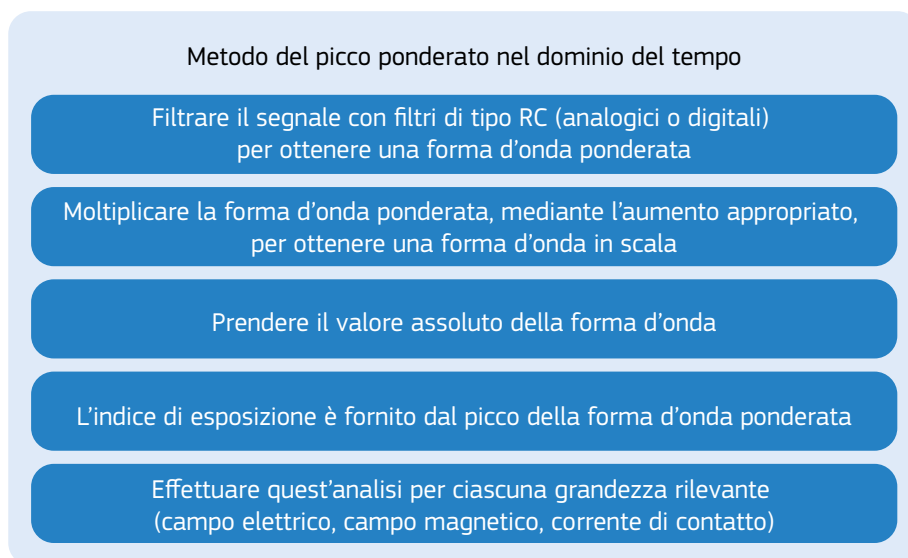 Metodo del picco ponderato nel dominio del tempo
Filtrare il segnale con filtri di tipo RC (analogici o digitali)
per ottenere una forma d’onda ponderata
Moltiplicare la forma d’onda ponderata, mediante l’aumento appropriato,
per ottenere una forma d’onda in scala
Prendere il valore assoluto della forma d’onda
L’indice di esposizione è fornito dal picco della forma d’onda ponderata
Effettuare quest’analisi per ciascuna grandezza rilevante
(campo elettrico, campo magnetico, corrente di contatto)